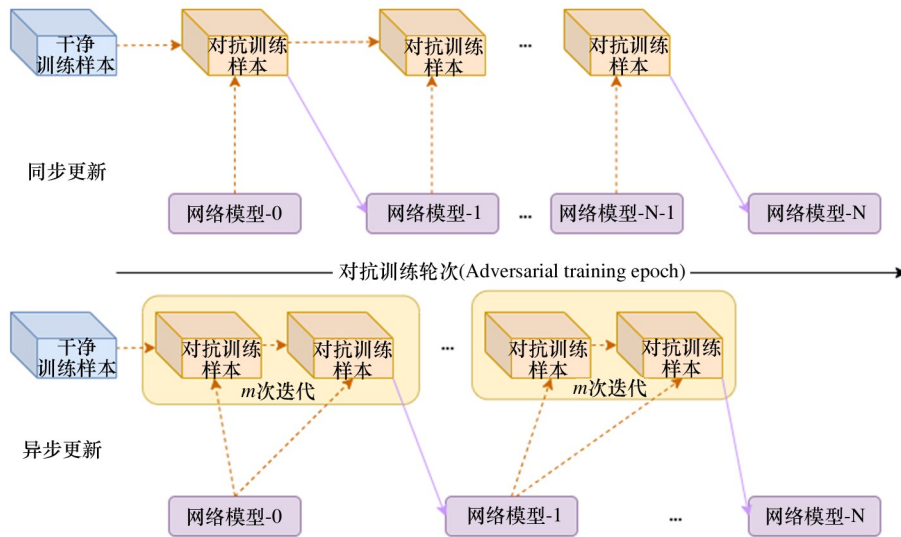 干净
训练样本
对抗训练
样本
对抗训练
样本
...
对抗训练
样本
同步更新
网络模型-0
网络模型-1
...
网络模型-N-1
网络模型-N
对抗训练轮次(Adversarial training epoch)
干净
训练样本
对抗训练
样本
对抗训练
样本
m次迭代
...
对抗训练
样本
对抗训练
样本
m次迭代
异步更新
网络模型-0
网络模型-1
...
网络模型-N